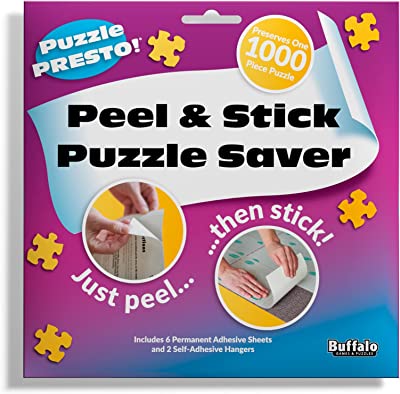 Puzzle
PRESTO!®
Preserves One
1000
Piece Puzzle
Peel & Stick
Puzzle Saver
Just peel...
...then stick!
Includes 6 Permanent Adhesive Sheets
and 2 Self-Adhesive Hangers
Buffalo
GAMES & PUZZLES